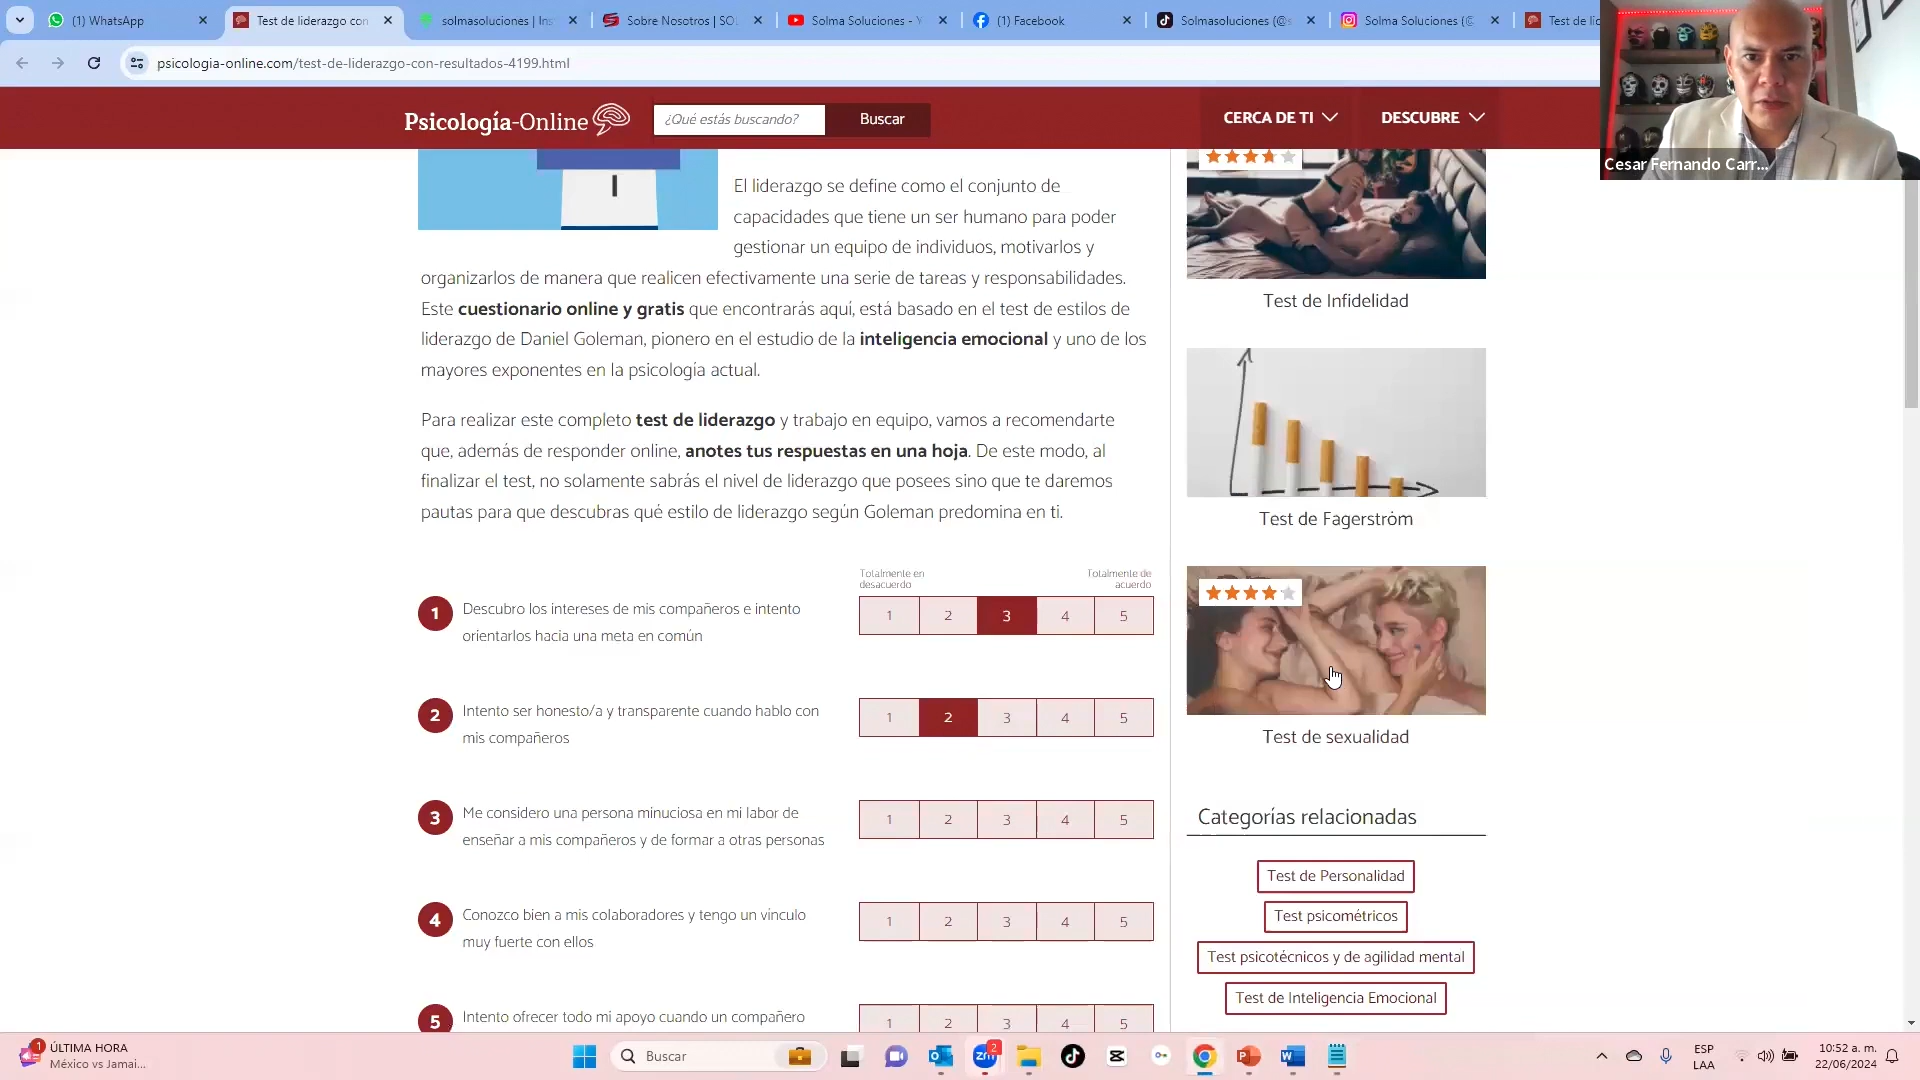 (1) WhatsApp
Test de liderazgo con
solmasoluciones | Ins
Sobre Nosotros | SO
Solma Soluciones - Y
(1) Facebook
Solmasoluciones (@s
Solma Soluciones (@
Test de li
psicologia-online.com/test-de-liderazgo-con-resultados-4199.html
Psicología-Online
¿Qué estás buscando?
Buscar
CERCA DE TI
DESCUBRE
Cesar Fernando Carr...
El liderazgo se define como el conjunto de
capacidades que tiene un ser humano para poder
gestionar un equipo de individuos, motivarlos y
organizarlos de manera que realicen efectivamente una serie de tareas y responsabilidades.
Este cuestionario online y gratis que encontrarás aquí, está basado en el test de estilos de
liderazgo de Daniel Goleman, pionero en el estudio de la inteligencia emocional y uno de los
mayores exponentes en la psicología actual.
Para realizar este completo test de liderazgo y trabajo en equipo, vamos a recomendarte
que, además de responder online, anotes tus respuestas en una hoja. De este modo, al
finalizar el test, no solamente sabrás el nivel de liderazgo que posees sino que te daremos
pautas para que descubras qué estilo de liderazgo según Goleman predomina en ti.
Totalmente en
desacuerdo
Totalmente de
acuerdo
1 Descubro los intereses de mis compañeros e intento
orientarlos hacia una meta en común
1 2 3 4 5
2 Intento ser honesto/a y transparente cuando hablo con
mis compañeros
1 2 3 4 5
3 Me considero una persona minuciosa en mi labor de
enseñar a mis compañeros y de formar a otras personas
1 2 3 4 5
4 Conozco bien a mis colaboradores y tengo un vínculo
muy fuerte con ellos
1 2 3 4 5
5 Intento ofrecer todo mi apoyo cuando un compañero
1 2 3 4 5
Test de Infidelidad
Test de Fagerström
Test de sexualidad
Categorías relacionadas
Test de Personalidad
Test psicométricos
Test psicotécnicos y de agilidad mental
Test de Inteligencia Emocional
1
ÚLTIMA HORA
México vs Jamai...
Buscar
zm
2
ESP
LAA
10:52 a. m.
22/06/2024